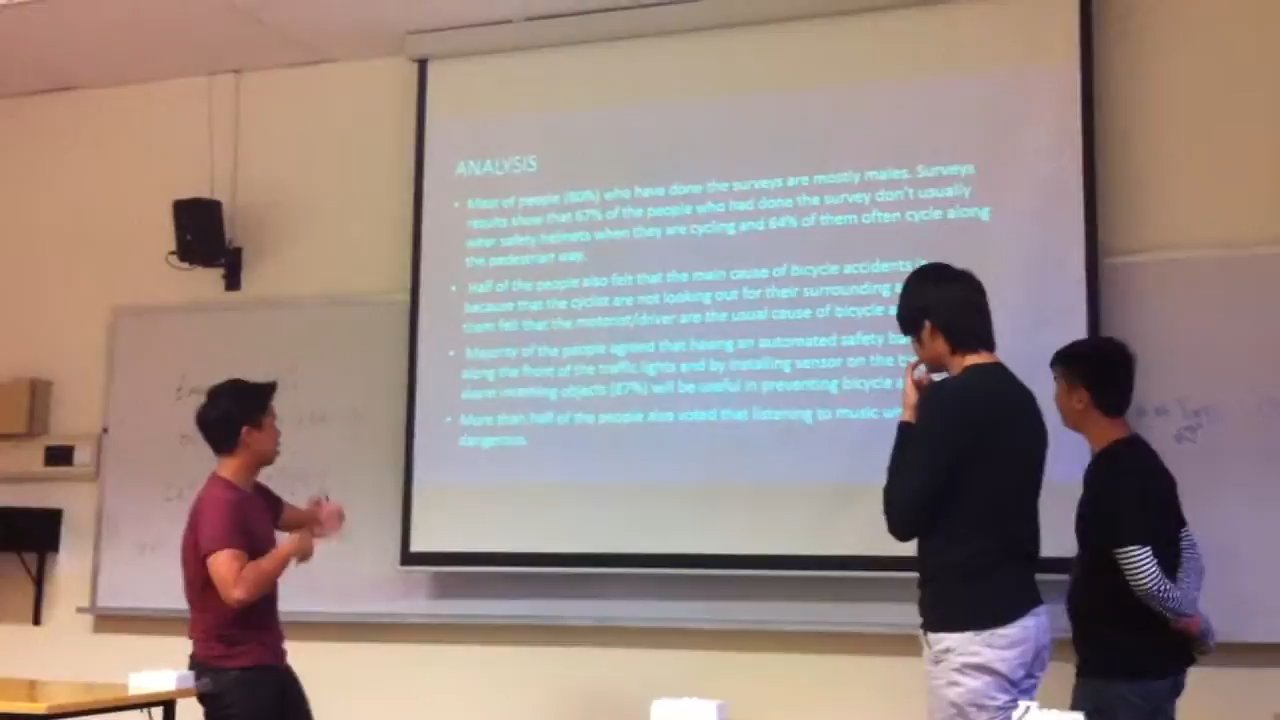 ANALYSIS
• Most of people (80%) who have done the surveys are mostly males. Surveys
results show that 67% of the people who had done the survey don't usually
wear safety helmets when they are cycling and 64% of them often cycle along
the pedestrian way.
• Half of the people also felt that the main cause of bicycle accidents
because that the cyclist are not looking out for their surrounding
them felt that the motorist/driver are the usual cause of bicycle
• Majority of the people agreed that having an automated safety
along the front of the traffic lights and by installing sensor on the
alarm incoming objects (87%) will be useful in preventing bicycle
• More than half of the people also voted that listening to music
dangerous.